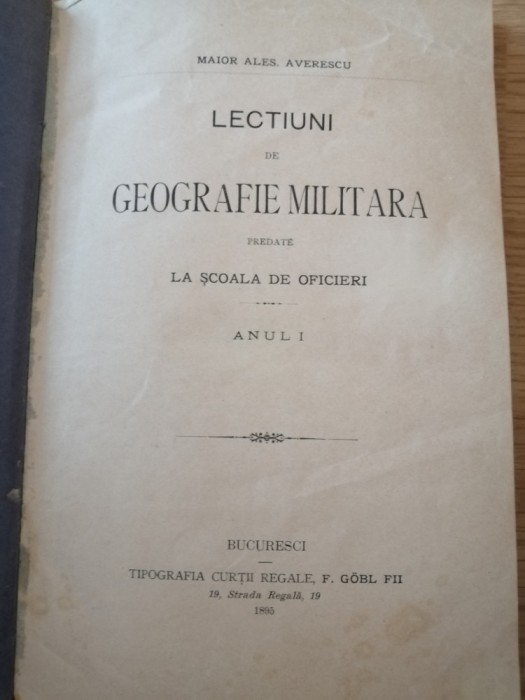 MAIOR ALES. AVERESCU
LECTIUNI
DE
GEOGRAFIE MILITARA
PREDATE
LA ȘCOALA DE OFICIERI
ANUL I
BUCURESCI
TIPOGRAFIA CURȚII REGALE, F. GÖBL FII
19, Strada Regală, 19
1895